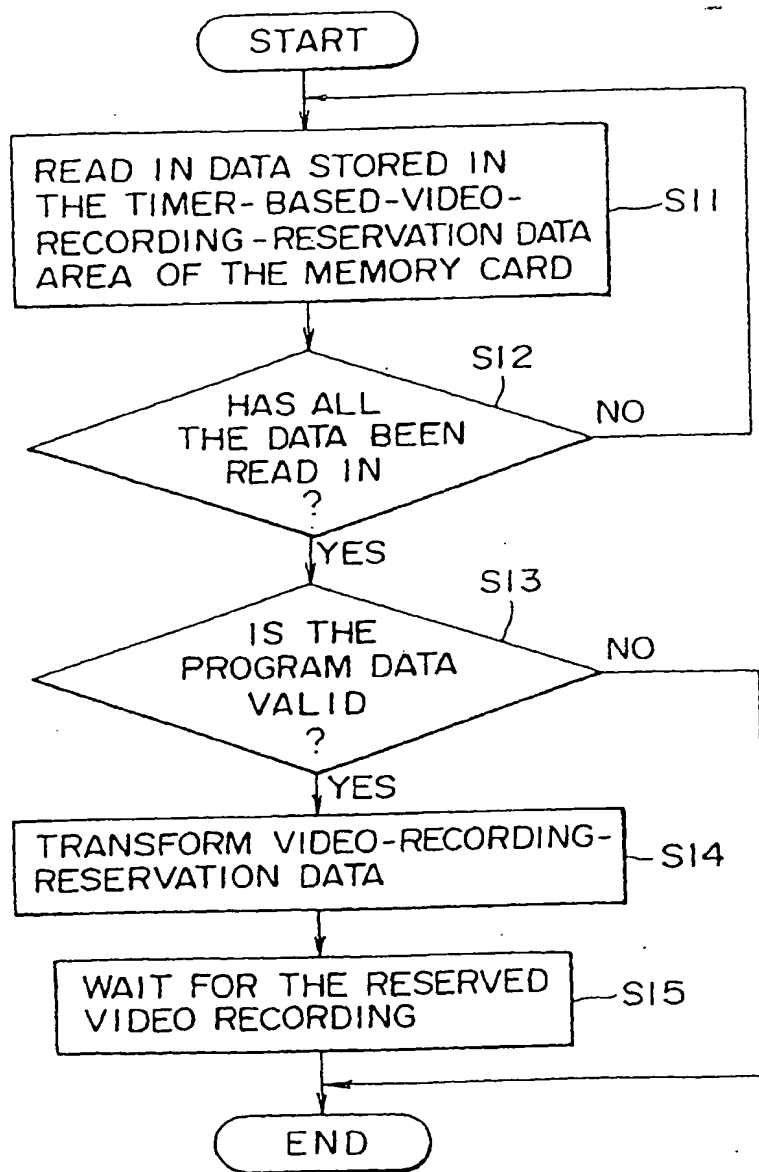 START
READ IN DATA STORED IN
THE TIMER-BASED-VIDEO-
RECORDING-RESERVATION DATA
AREA OF THE MEMORY CARD
S11
S12
HAS ALL
THE DATA BEEN
READ IN
?
NO
YES
S13
IS THE
PROGRAM DATA
VALID
?
NO
YES
TRANSFORM VIDEO-RECORDING-
RESERVATION DATA
S14
WAIT FOR THE RESERVED
VIDEO RECORDING
S15
END